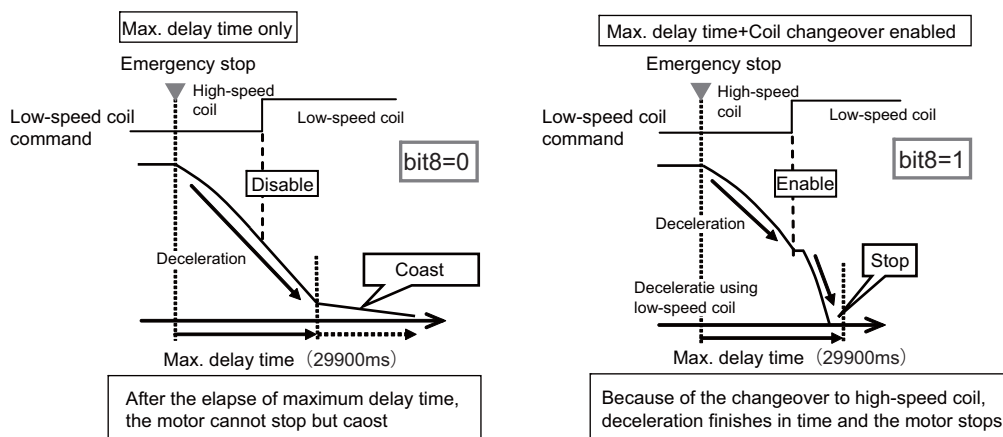 Max. delay time only
Emergency stop
High-speed
coil
Low-speed coil
Low-speed coil
command
bit8=0
Disable
Deceleration
Coast
Max. delay time（29900ms）
After the elapse of maximum delay time,
the motor cannot stop but caost
Max. delay time+Coil changeover enabled
Emergency stop
High-speed
coil
Low-speed coil
Low-speed coil
command
bit8=1
Enable
Deceleration
Stop
Deceleratie using
low-speed coil
Max. delay time（29900ms）
Because of the changeover to high-speed coil,
deceleration finishes in time and the motor stops